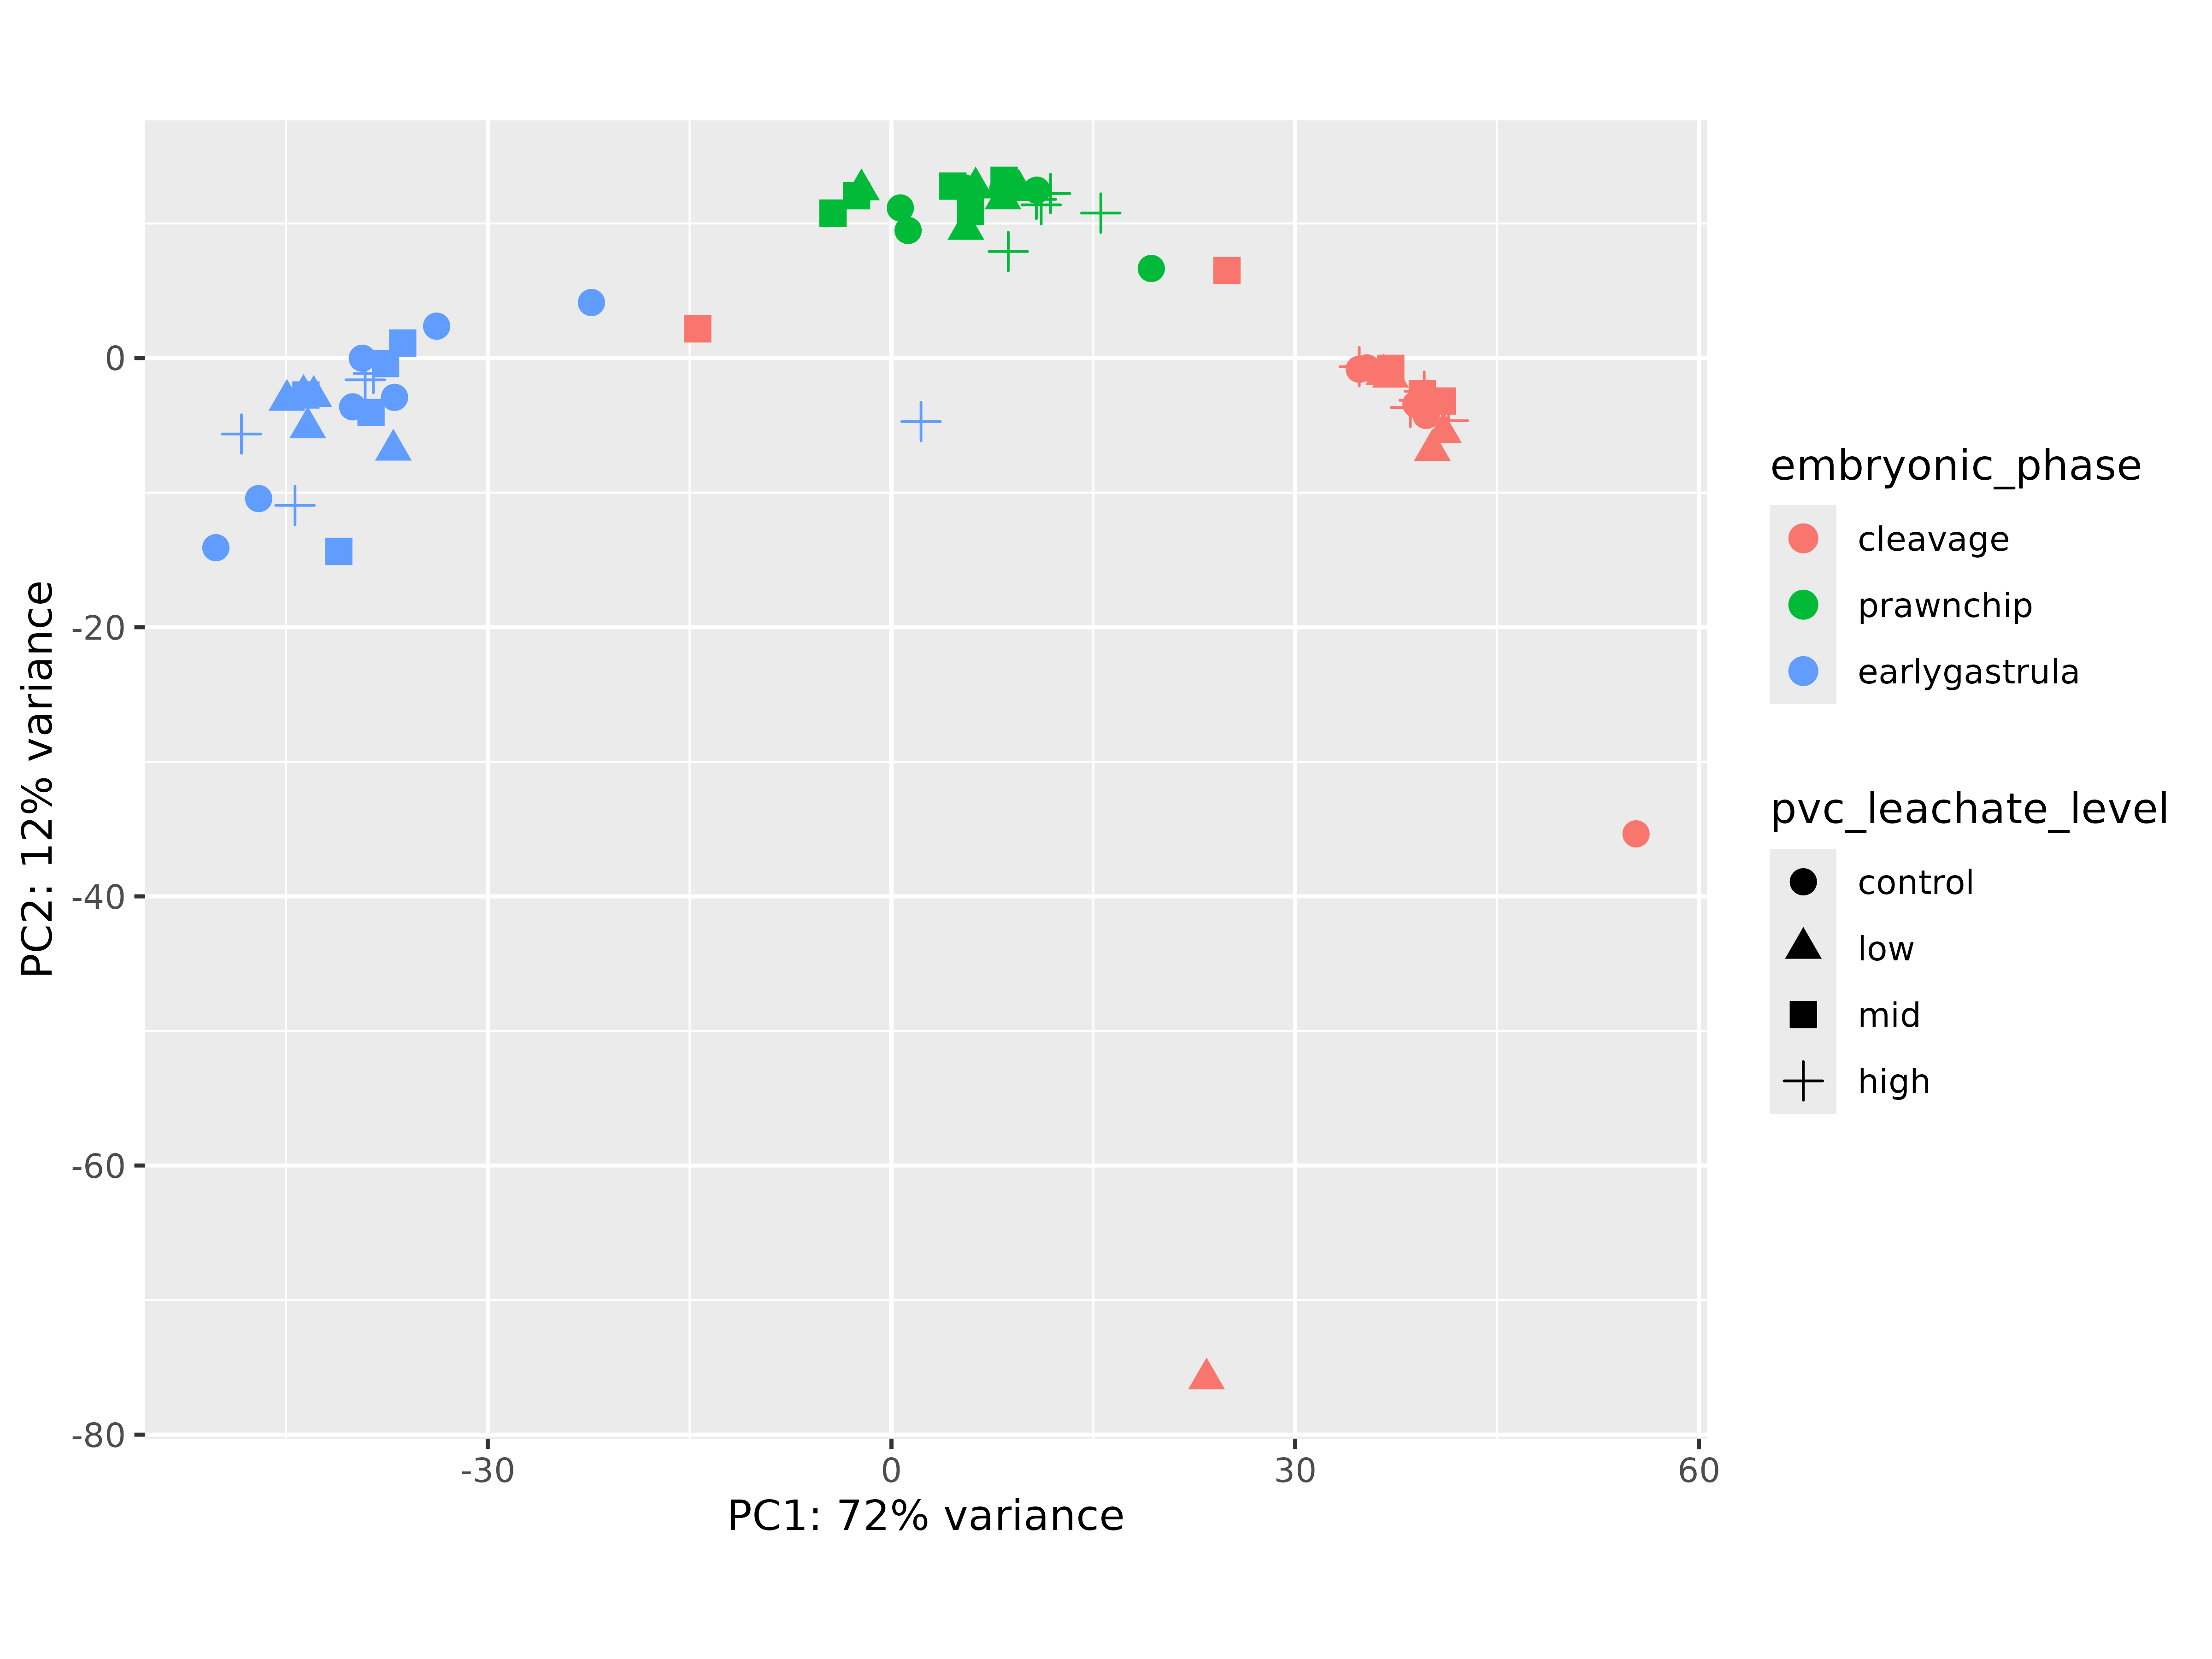 0
-20
-40
-60
-80
-30
0
30
60
PC1: 72% variance
PC2: 12% variance
embryonic_phase
cleavage
prawnchip
earlygastrula
pvc_leachate_level
control
low
mid
high